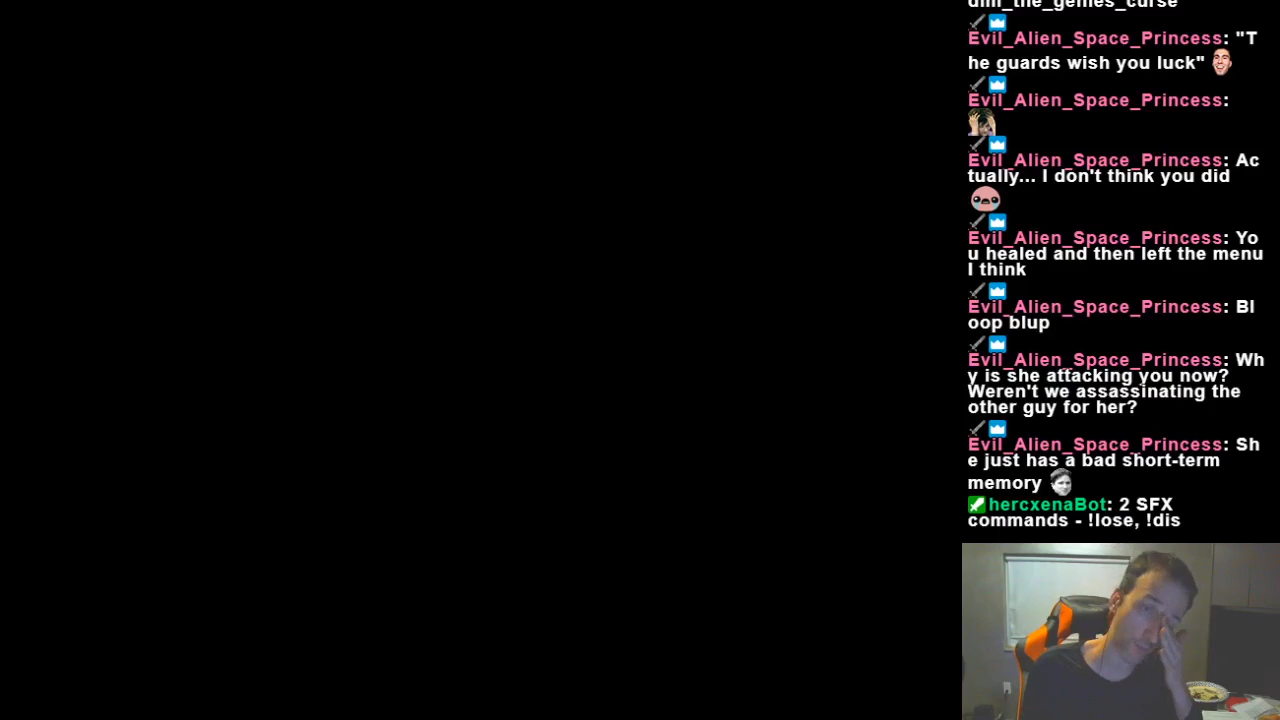 dim_the_genies_curse
Evil_Alien_Space_Princess: "T
he guards wish you luck"
Evil_Alien_Space_Princess:
Evil_Alien_Space_Princess: Ac
tually... I don't think you did
Evil_Alien_Space_Princess: Yo
u healed and then left the menu
I think
Evil_Alien_Space_Princess: Bl
oop blup
Evil_Alien_Space_Princess: Wh
y is she attacking you now?
Weren't we assassinating the
other guy for her?
Evil_Alien_Space_Princess: Sh
e just has a bad short-term
memory
hercxenaBot: 2 SFX
commands - !lose, !dis